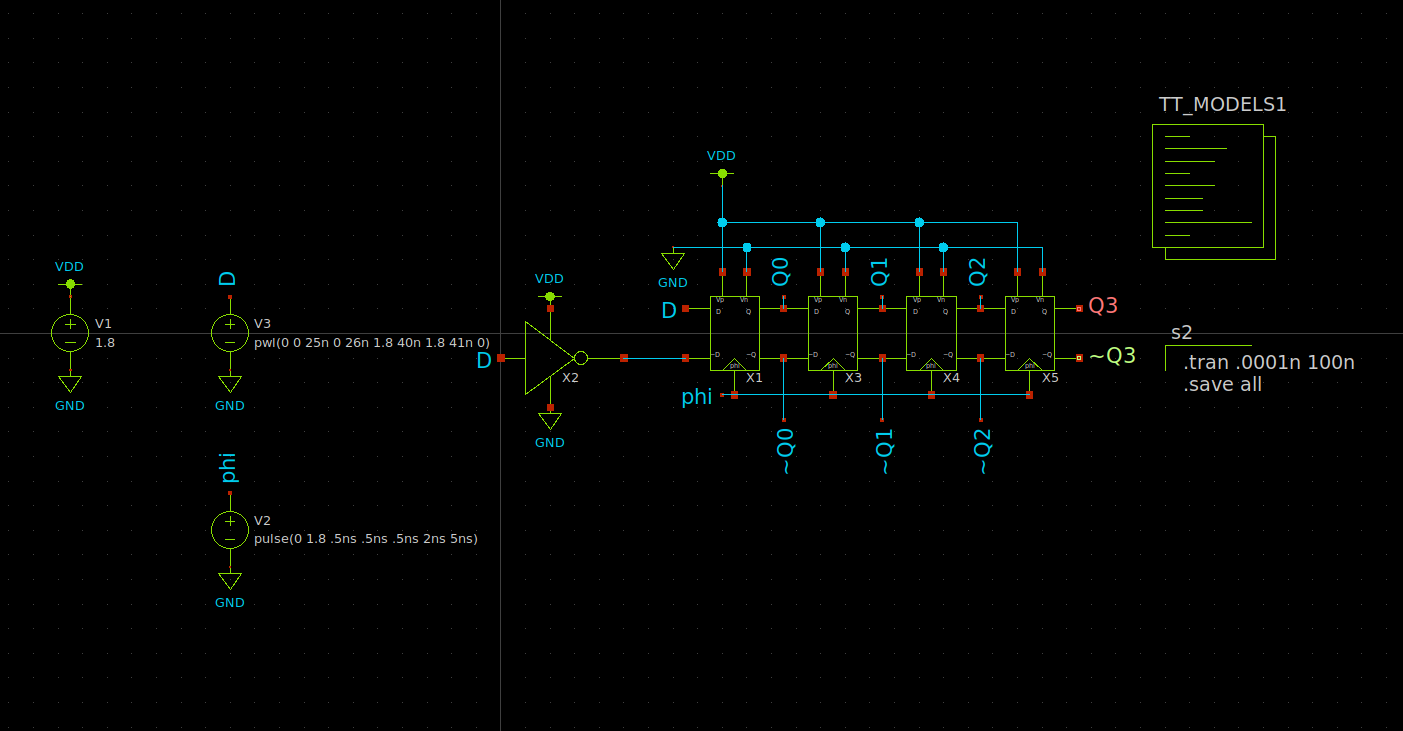 TT_MODELS1
VDD
VDD
D
V1
1.8
GND
V3
pwl(0 0 25n 0 26n 1.8 40n 1.8 41n 0)
GND
phi
V2
pulse(0 1.8 .5ns .5ns .5ns 2ns 5ns)
GND
VDD
D
X2
GND
GND
Q0
Q1
Q2
D
Vp Vn
D Q
~D ~Q
phi
X1
Vp Vn
D Q
~D ~Q
phi
X3
Vp Vn
D Q
~D ~Q
phi
X4
Vp Vn
D Q
~D ~Q
phi
X5
Q3
~Q3
phi
~Q0
~Q1
~Q2
s2
.tran .0001n 100n
.save all